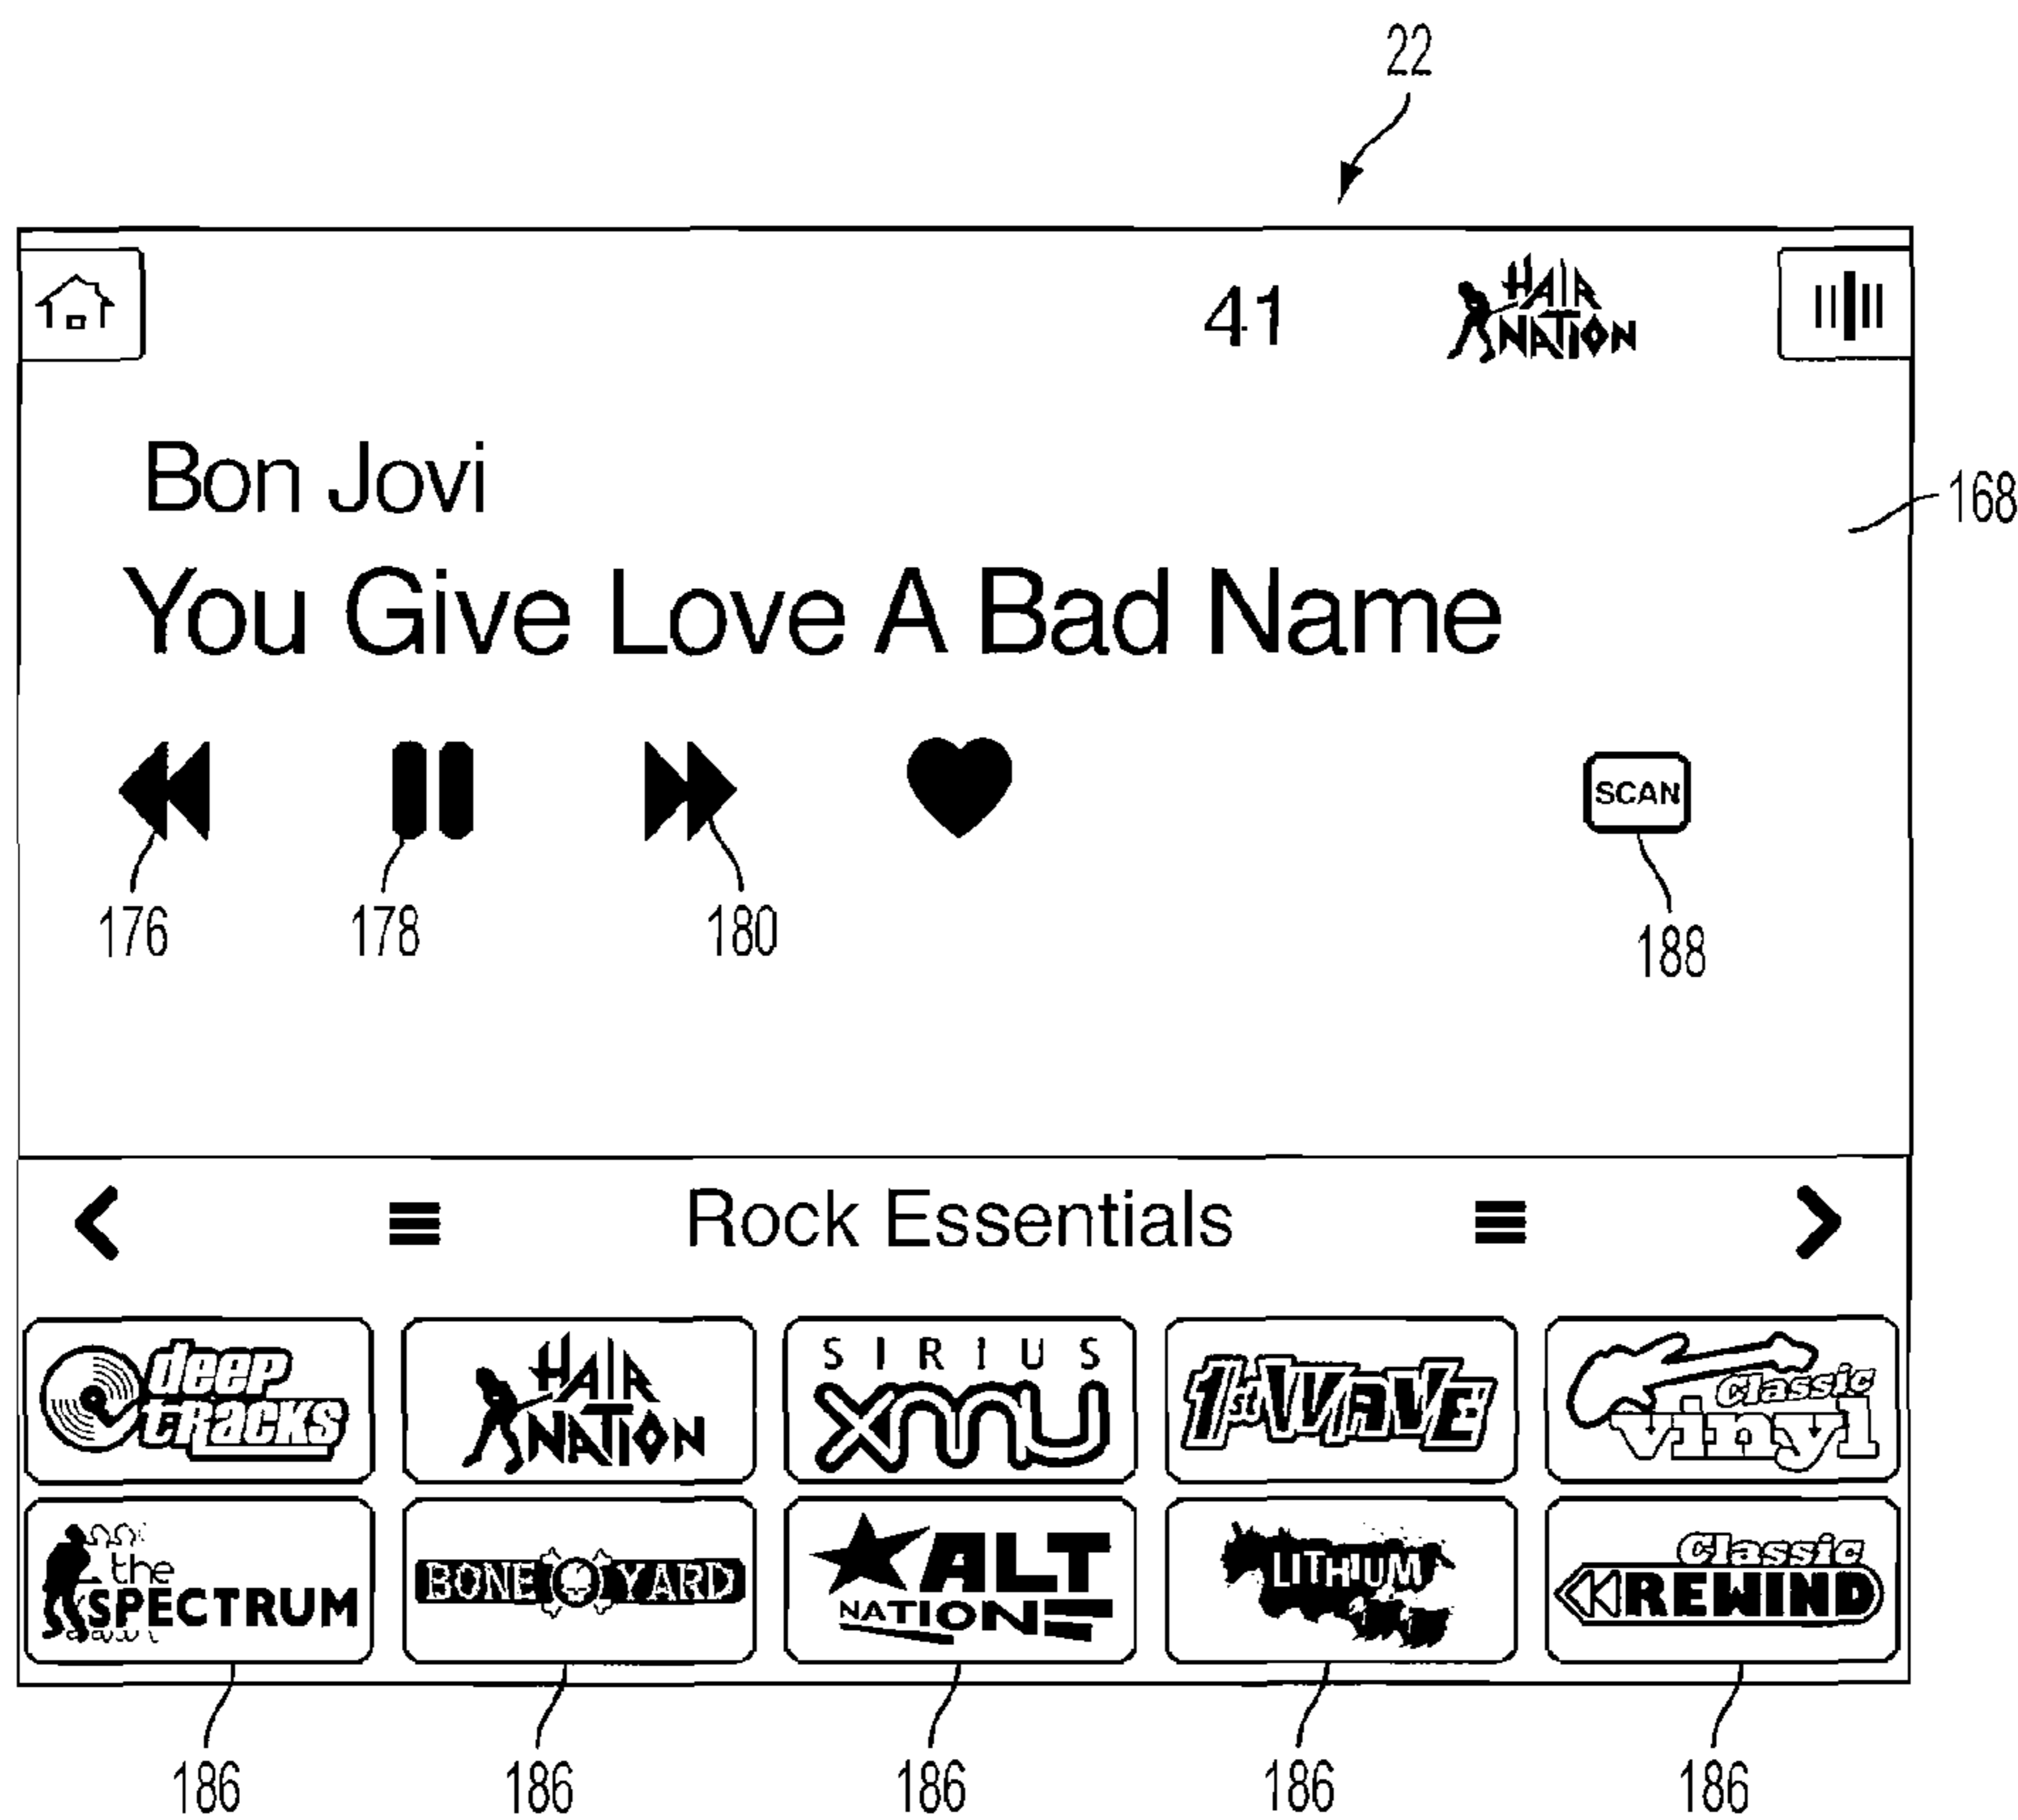 22
41
HAIR NATION
Bon Jovi
168
You Give Love A Bad Name
SCAN
176
178
180
188
Rock Essentials
deep tracks
HAIR NATION
SIRIUS xmu
1st WAVE
Classic vinyl
the SPECTRUM
BONE YARD
ALT NATION
LITHIUM
Classic REWIND
186
186
186
186
186